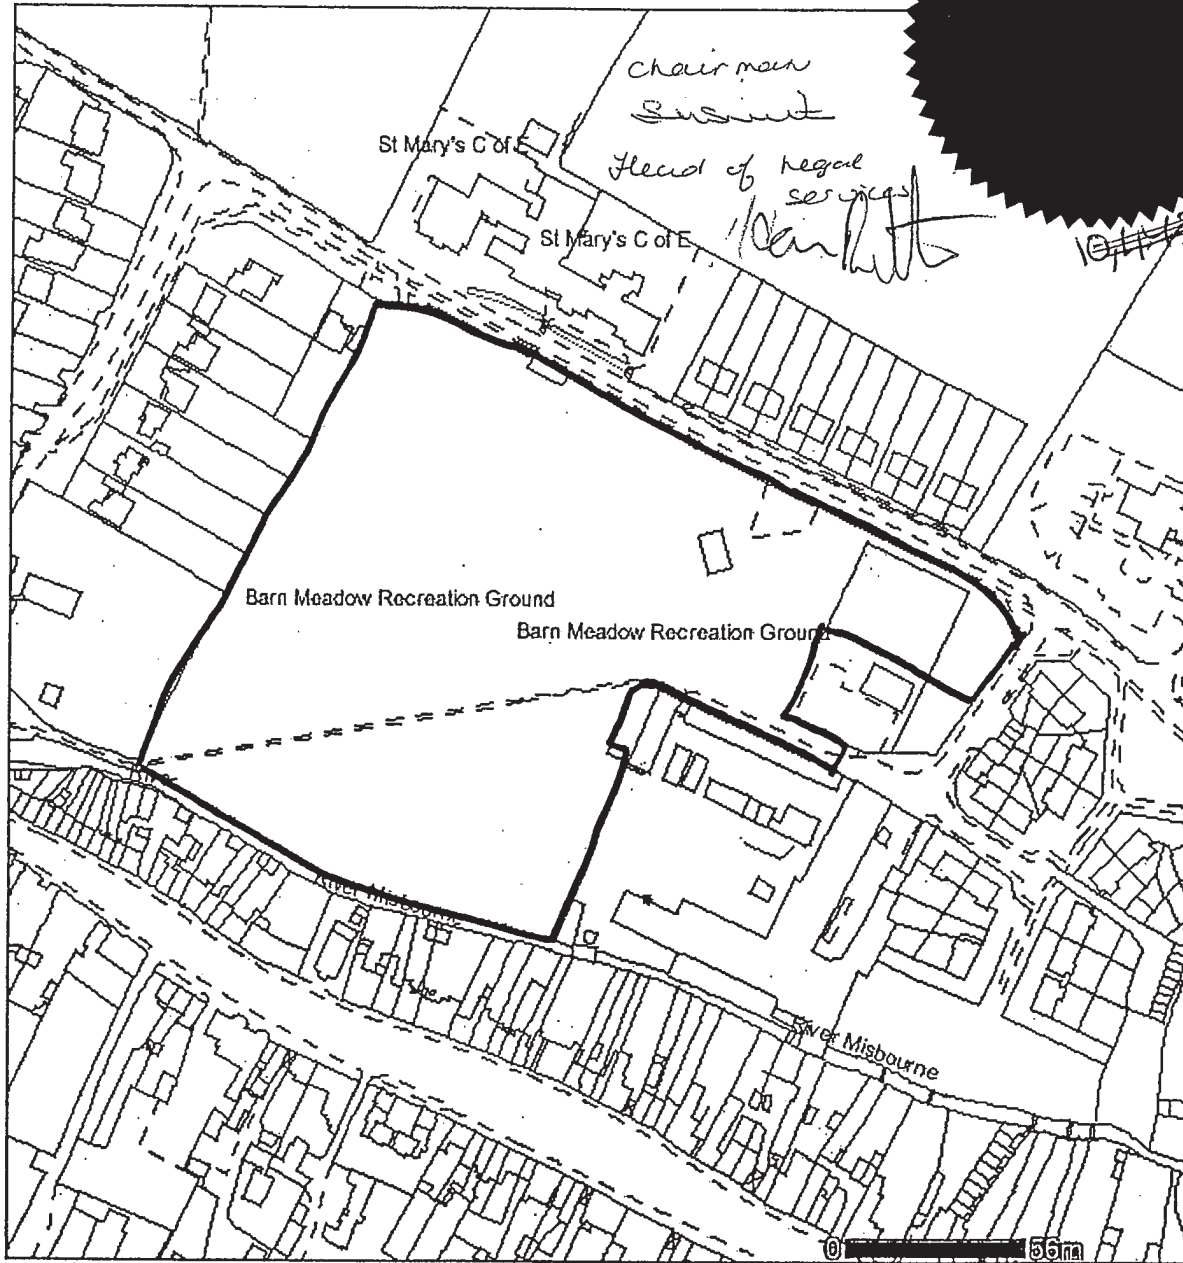 Chairman
Head of Legal
services
St Mary's C of E
St Mary's C of E
Barn Meadow Recreation Ground
Barn Meadow Recreation Ground
River Misbourne
River Misbourne
0 56m